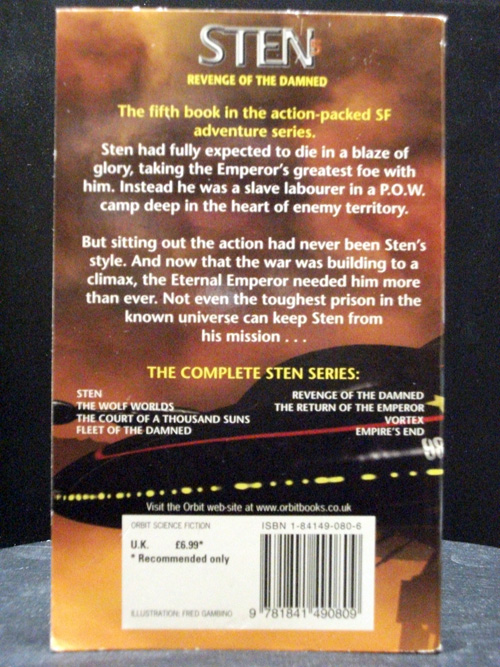 STEN 5
REVENGE OF THE DAMNED
The fifth book in the action-packed SF
adventure series.
Sten had fully expected to die in a blaze of
glory, taking the Emperor's greatest foe with
him. Instead he was a slave labourer in a P.O.W.
camp deep in the heart of enemy territory.
But sitting out the action had never been Sten's
style. And now that the war was building to a
climax, the Eternal Emperor needed him more
than ever. Not even the toughest prison in the
known universe can keep Sten from
his mission . . .
THE COMPLETE STEN SERIES:
STEN
THE WOLF WORLDS
THE COURT OF A THOUSAND SUNS
FLEET OF THE DAMNED
REVENGE OF THE DAMNED
THE RETURN OF THE EMPEROR
VORTEX
EMPIRE'S END
Visit the Orbit web-site at www.orbitbooks.co.uk
ORBIT SCIENCE FICTION
U.K. £6.99*
* Recommended only
ILLUSTRATION: FRED GAMBINO
ISBN 1-84149-080-6
9 781841 490809